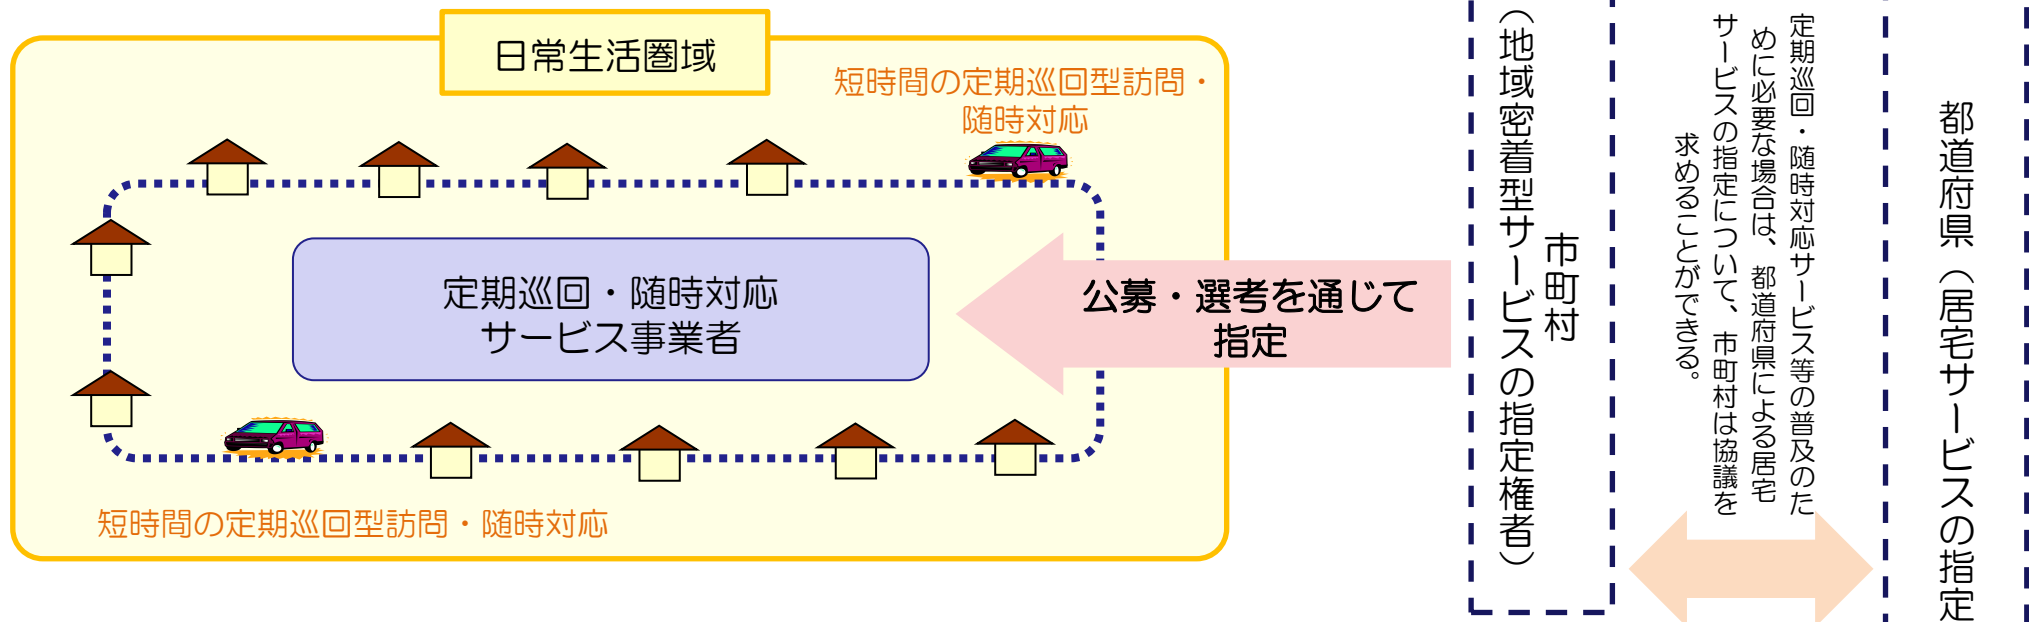 日常生活圏域
短時間の定期巡回型訪問・
随時対応
定期巡回・随時対応
サービス事業者
短時間の定期巡回型訪問・随時対応
公募・選考を通じて
指定
市町村
（地域密着型サービスの指定権者）
定期巡回・随時対応サービス等の普及のた
めに必要な場合は、都道府県による居宅
サービスの指定について、市町村は協議を
求めることができる。
都道府県（居宅サービスの指定